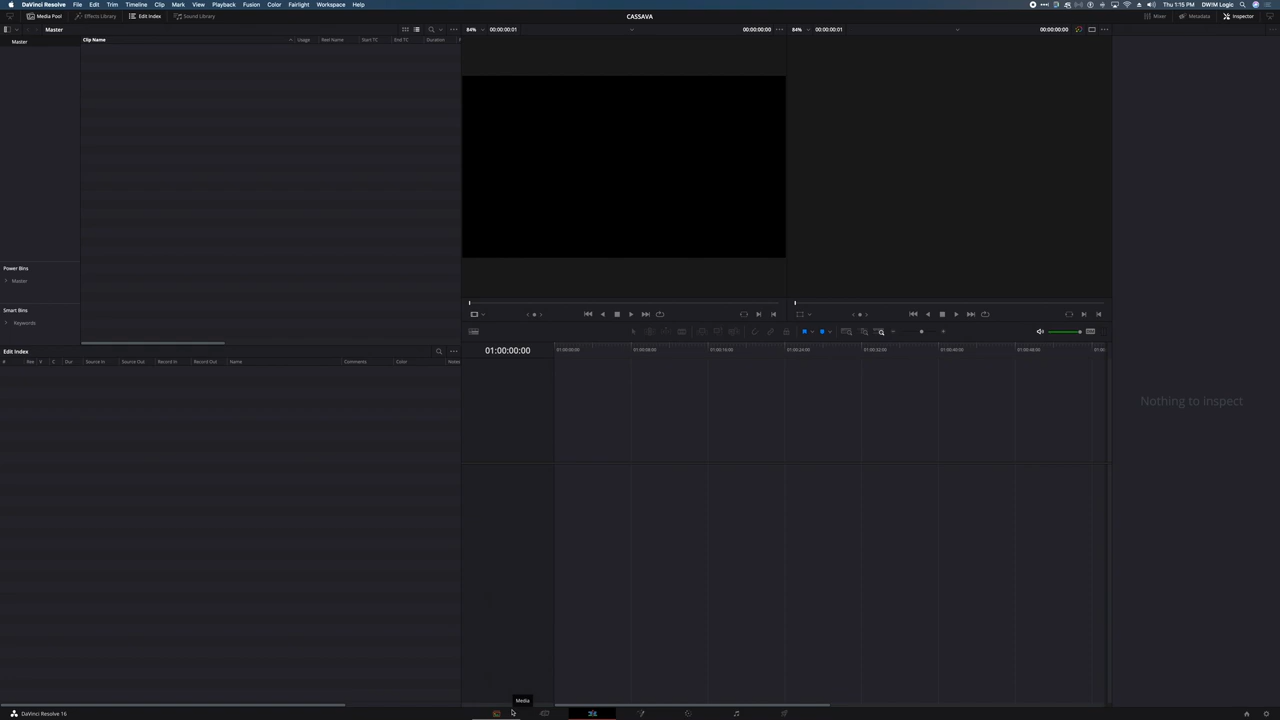 DaVinci Resolve File Edit Trim Timeline Clip Mark View Playback Fusion Color Fairlight Workspace Help Thu 1:15 PM DWIM Logic
Media Pool Effects Library Edit Index Sound Library CASSAVA Mixer Metadata Inspector
Master 84% 00:00:00:01 00:00:00:00 84% 00:00:00:01 00:00:00:00
Master Clip Name Usage Reel Name Start TC End TC Duration
Power Bins
Master
Smart Bins
Keywords
Edit Index 01:00:00:00 01:00:00:00 01:00:08:00 01:00:16:00 01:00:24:00 01:00:32:00 01:00:40:00 01:00:48:00 01:00
# Ree V C Dur Source In Source Out Record In Record Out Name Comments Color Notes
Nothing to inspect
Media
DaVinci Resolve 16